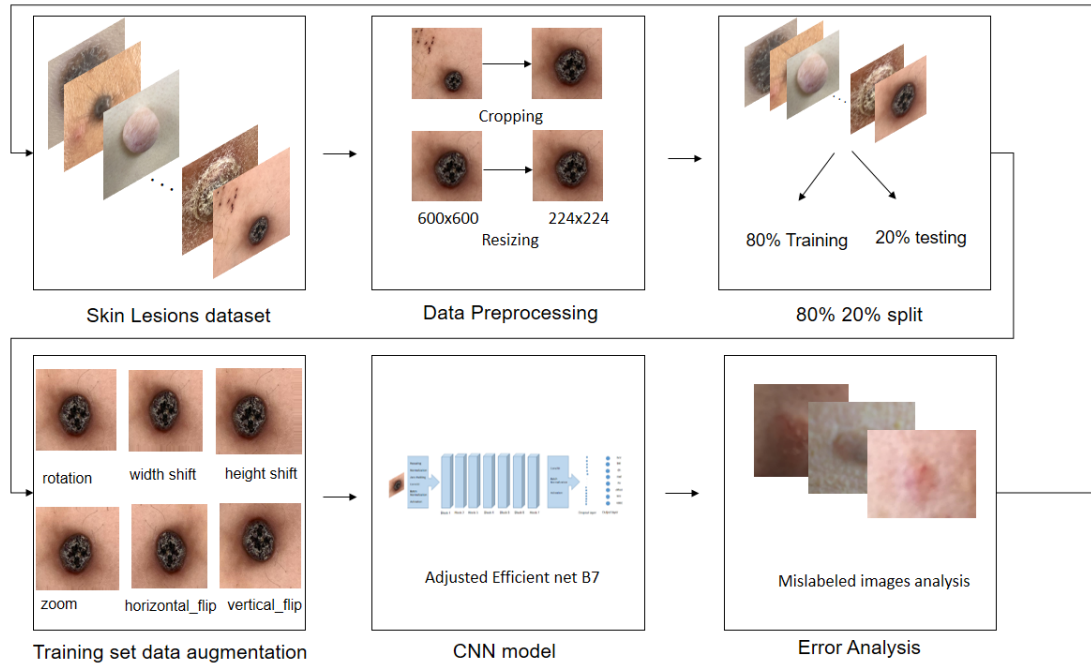 Cropping
600x600
224x224
Resizing
80% Training
20% testing
Skin Lesions dataset
Data Preprocessing
80% 20% split
rotation
width shift
height shift
zoom
horizontal_flip
vertical_flip
Adjusted Efficient net B7
Mislabeled images analysis
Training set data augmentation
CNN model
Error Analysis